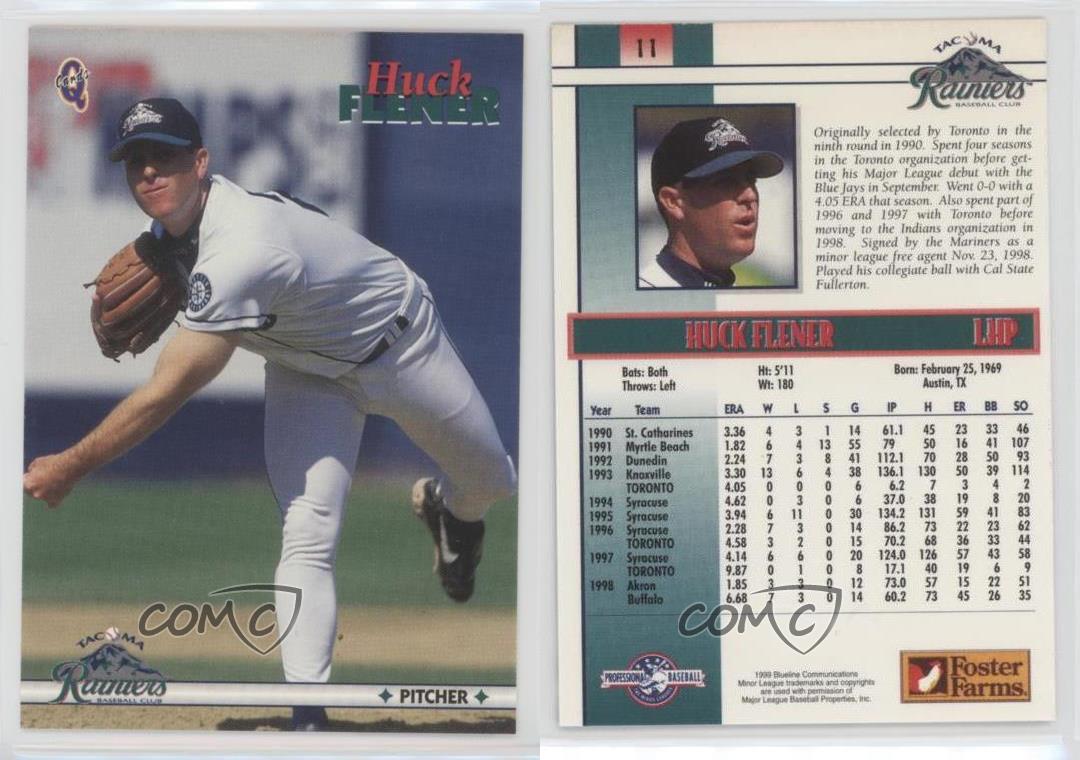 Cards
Q
Huck
FLENER
Rainiers
COMC
TACOMA
Rainiers
BASEBALL CLUB
PITCHER
11
TACOMA
Rainiers
BASEBALL CLUB
Rainiers
Originally selected by Toronto in the
ninth round in 1990. Spent four seasons
in the Toronto organization before get-
ting his Major League debut with the
Blue Jays in September. Went 0-0 with a
4.05 ERA that season. Also spent part of
1996 and 1997 with Toronto before
moving to the Indians organization in
1998. Signed by the Mariners as a
minor league free agent Nov. 23, 1998.
Played his collegiate ball with Cal State
Fullerton.
HUCK FLENER LHP
Bats: Both Ht: 5'11 Born: February 25, 1969
Throws: Left Wt: 180 Austin, TX
Year Team ERA W L S G IP H ER BB SO
1990 St. Catharines 3.36 4 3 1 14 61.1 45 23 33 46
1991 Myrtle Beach 1.82 6 4 13 55 79 50 16 41 107
1992 Dunedin 2.24 7 3 8 41 112.1 70 28 50 93
1993 Knoxville 3.30 13 6 4 38 136.1 130 50 39 114
TORONTO 4.05 0 0 0 6 6.2 7 3 4 2
1994 Syracuse 4.62 0 3 0 6 37.0 38 19 8 20
1995 Syracuse 3.94 6 11 0 30 134.2 131 59 41 83
1996 Syracuse 2.28 7 3 0 14 86.2 73 22 23 62
TORONTO 4.58 3 2 0 15 70.2 68 36 33 44
1997 Syracuse 4.14 6 6 0 20 124.0 126 57 43 58
TORONTO 9.87 0 1 0 8 17.1 40 19 6 9
1998 Akron 1.85 3 3 0 12 73.0 57 15 22 51
Buffalo 6.68 7 3 0 14 60.2 73 45 26 35
COMC
PROFESSIONAL BASEBALL
1999 Blueline Communications
Minor League trademarks and copyrights
are used with permission of
Major League Baseball Properties, Inc.
Foster
Farms.